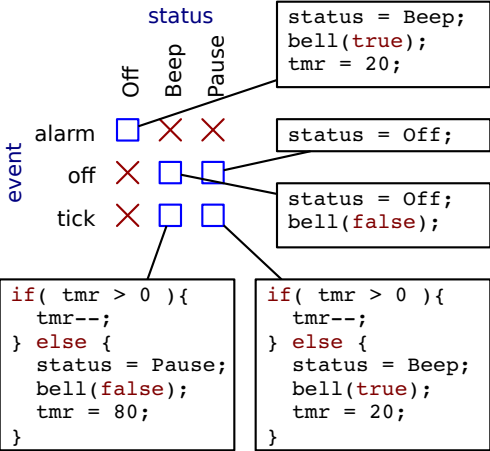 status
Off
Beep
Pause
event
alarm
off
tick
status = Beep;
bell(true);
tmr = 20;
status = Off;
status = Off;
bell(false);
if( tmr > 0 ){
  tmr--;
} else {
  status = Pause;
  bell(false);
  tmr = 80;
}
if( tmr > 0 ){
  tmr--;
} else {
  status = Beep;
  bell(true);
  tmr = 20;
}